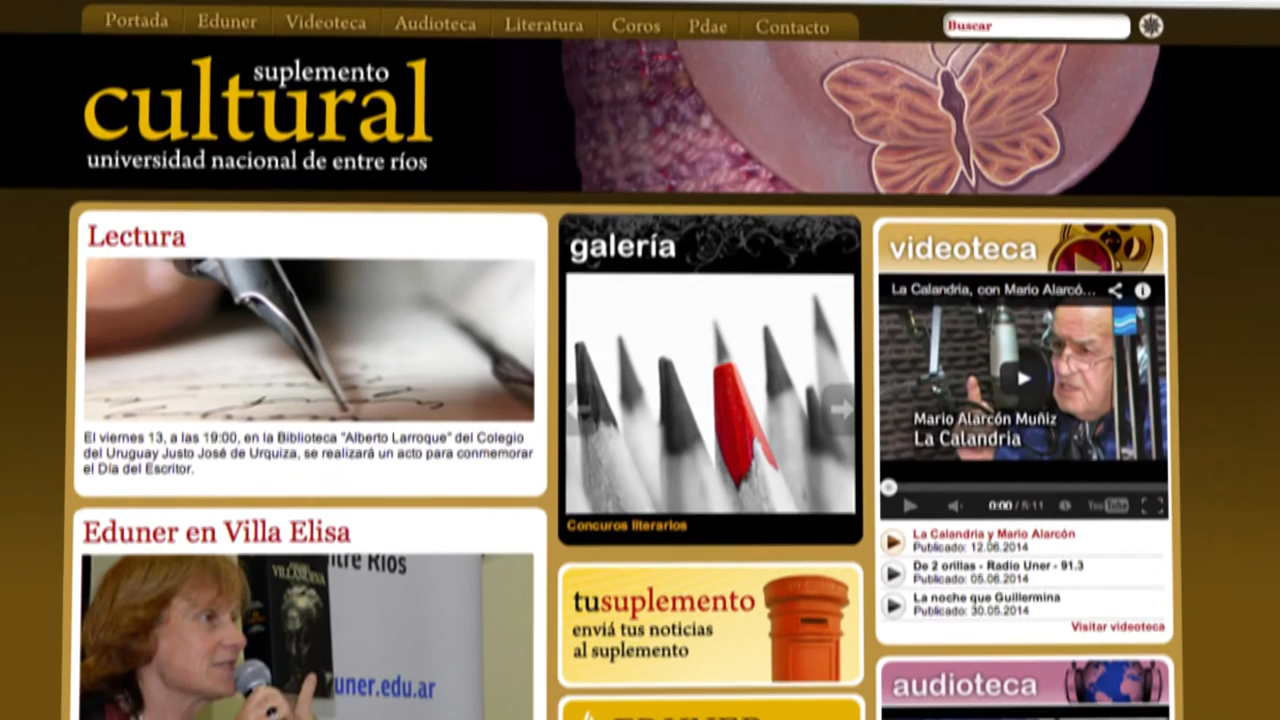 Portada Eduner Videoteca Audioteca Literatura Coros Pdae Contacto
Buscar
suplemento
cultural
universidad nacional de entre ríos
Lectura
El viernes 13, a las 19:00, en la Biblioteca "Alberto Larroque" del Colegio
del Uruguay Justo José de Urquiza, se realizará un acto para conmemorar
el Día del Escritor.
Eduner en Villa Elisa
VILLANUEVA
ntre Ríos
uner.edu.ar
galería
Concuros literarios
tusuplemento
enviá tus noticias
al suplemento
videoteca
La Calandria, con Mario Alarcó...
Mario Alarcón Muñiz
La Calandria
0:00 / 5:11
YouTube
La Calandria y Mario Alarcón
Publicado: 12.06.2014
De 2 orillas - Radio Uner - 91.3
Publicado: 05.06.2014
La noche que Guillermina
Publicado: 30.05.2014
Visitar videoteca
audioteca